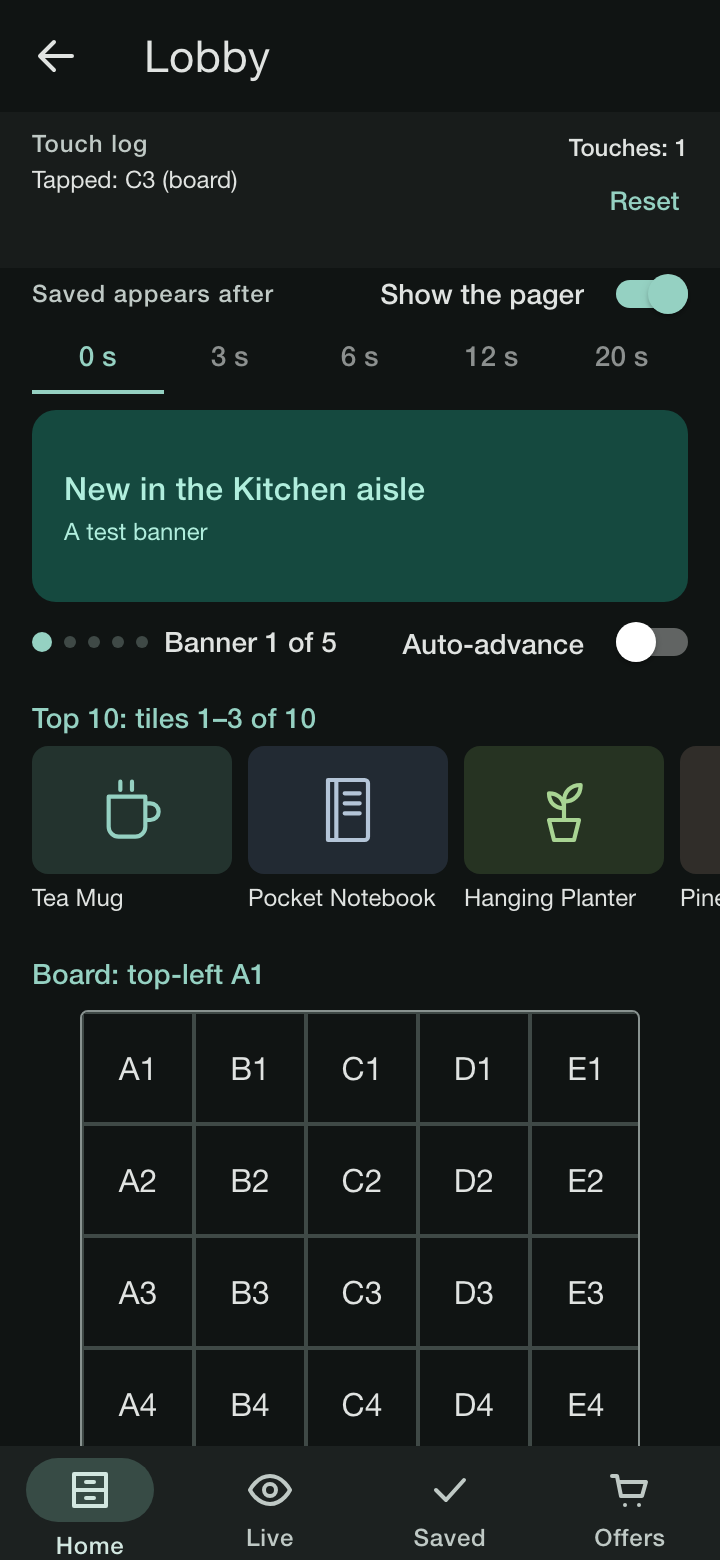 Lobby
Touch log
Touches: 1
Tapped: C3 (board)
Reset
Saved appears after
Show the pager
0 s 3 s 6 s 12 s 20 s
New in the Kitchen aisle
A test banner
Banner 1 of 5
Auto-advance
Top 10: tiles 1–3 of 10
Tea Mug Pocket Notebook Hanging Planter Pine
Board: top-left A1
A1 B1 C1 D1 E1
A2 B2 C2 D2 E2
A3 B3 C3 D3 E3
A4 B4 C4 D4 E4
Home Live Saved Offers